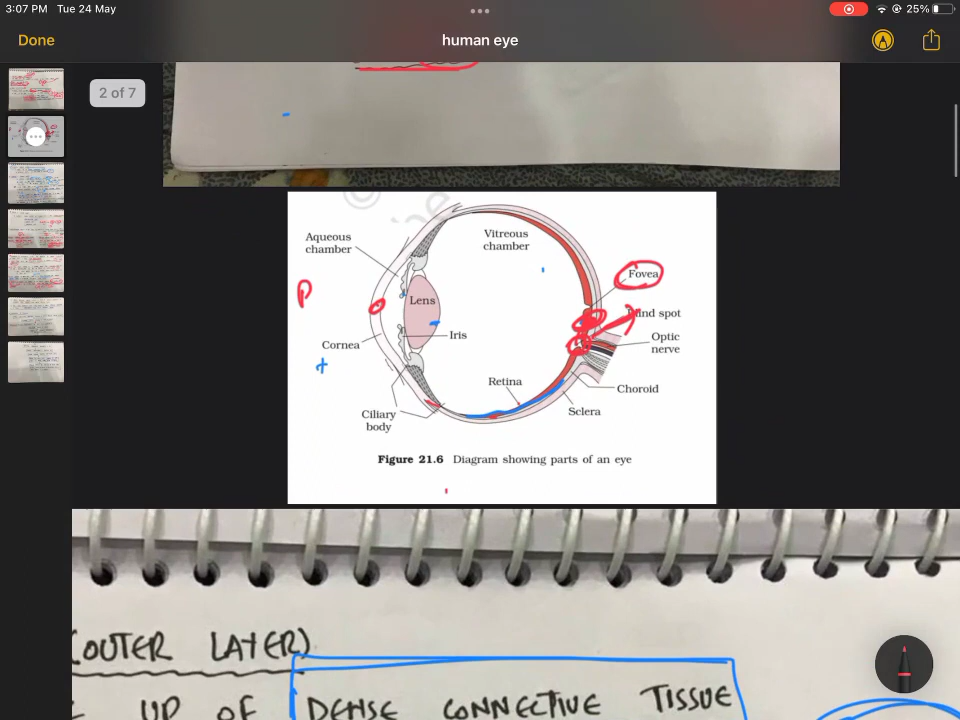 3:07 PM Tue 24 May
25%
Done
human eye
2 of 7
Aqueous
chamber
Vitreous
chamber
Fovea
P
Lens
spot
Iris
Optic
nerve
Cornea
+
Retina
Choroid
Sclera
Ciliary
body
Figure 21.6 Diagram showing parts of an eye
(OUTER LAYER)
UP OF DENSE CONNECTIVE TISSUE